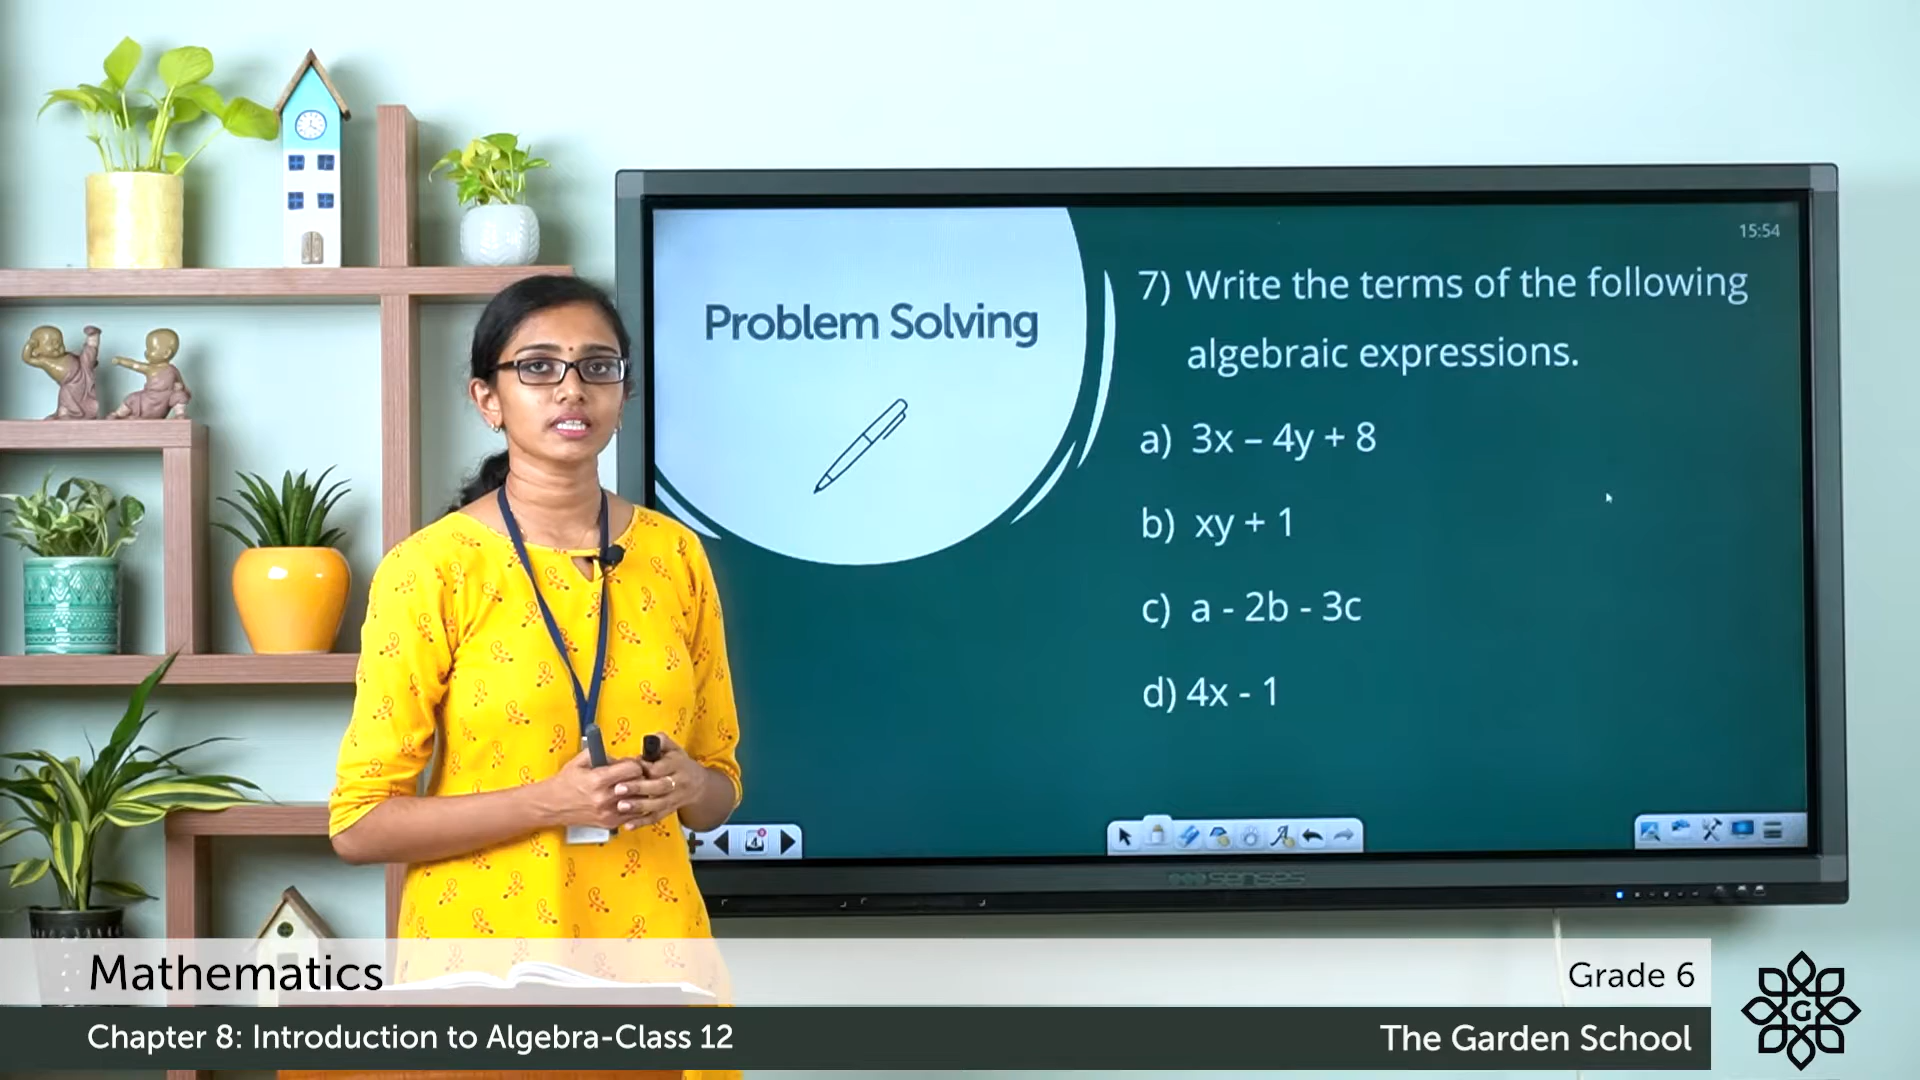 15:54
Problem Solving
7) Write the terms of the following
algebraic expressions.
a) 3x – 4y + 8
b) xy + 1
c) a - 2b - 3c
d) 4x - 1
senses
Mathematics
Grade 6
Chapter 8: Introduction to Algebra-Class 12
The Garden School
G